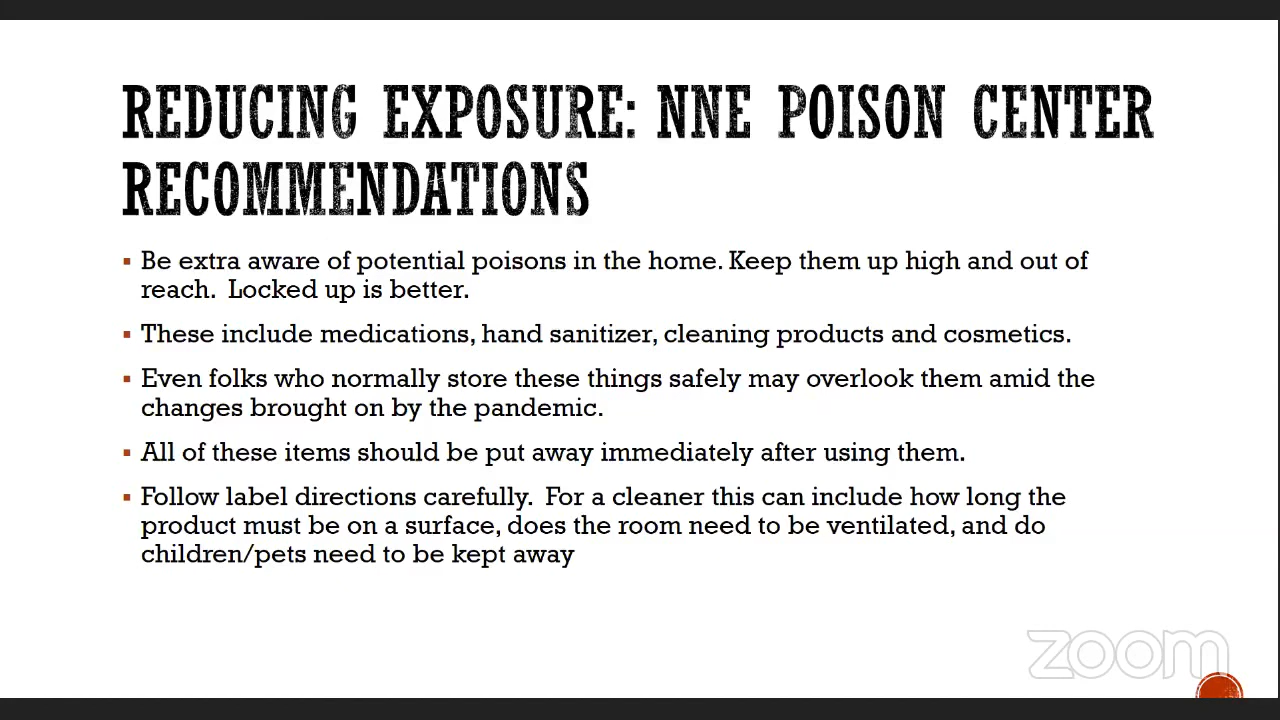 REDUCING EXPOSURE: NNE POISON CENTER
RECOMMENDATIONS
▪ Be extra aware of potential poisons in the home. Keep them up high and out of
reach.  Locked up is better.
▪ These include medications, hand sanitizer, cleaning products and cosmetics.
▪ Even folks who normally store these things safely may overlook them amid the
changes brought on by the pandemic.
▪ All of these items should be put away immediately after using them.
▪ Follow label directions carefully.  For a cleaner this can include how long the
product must be on a surface, does the room need to be ventilated, and do
children/pets need to be kept away
zoom